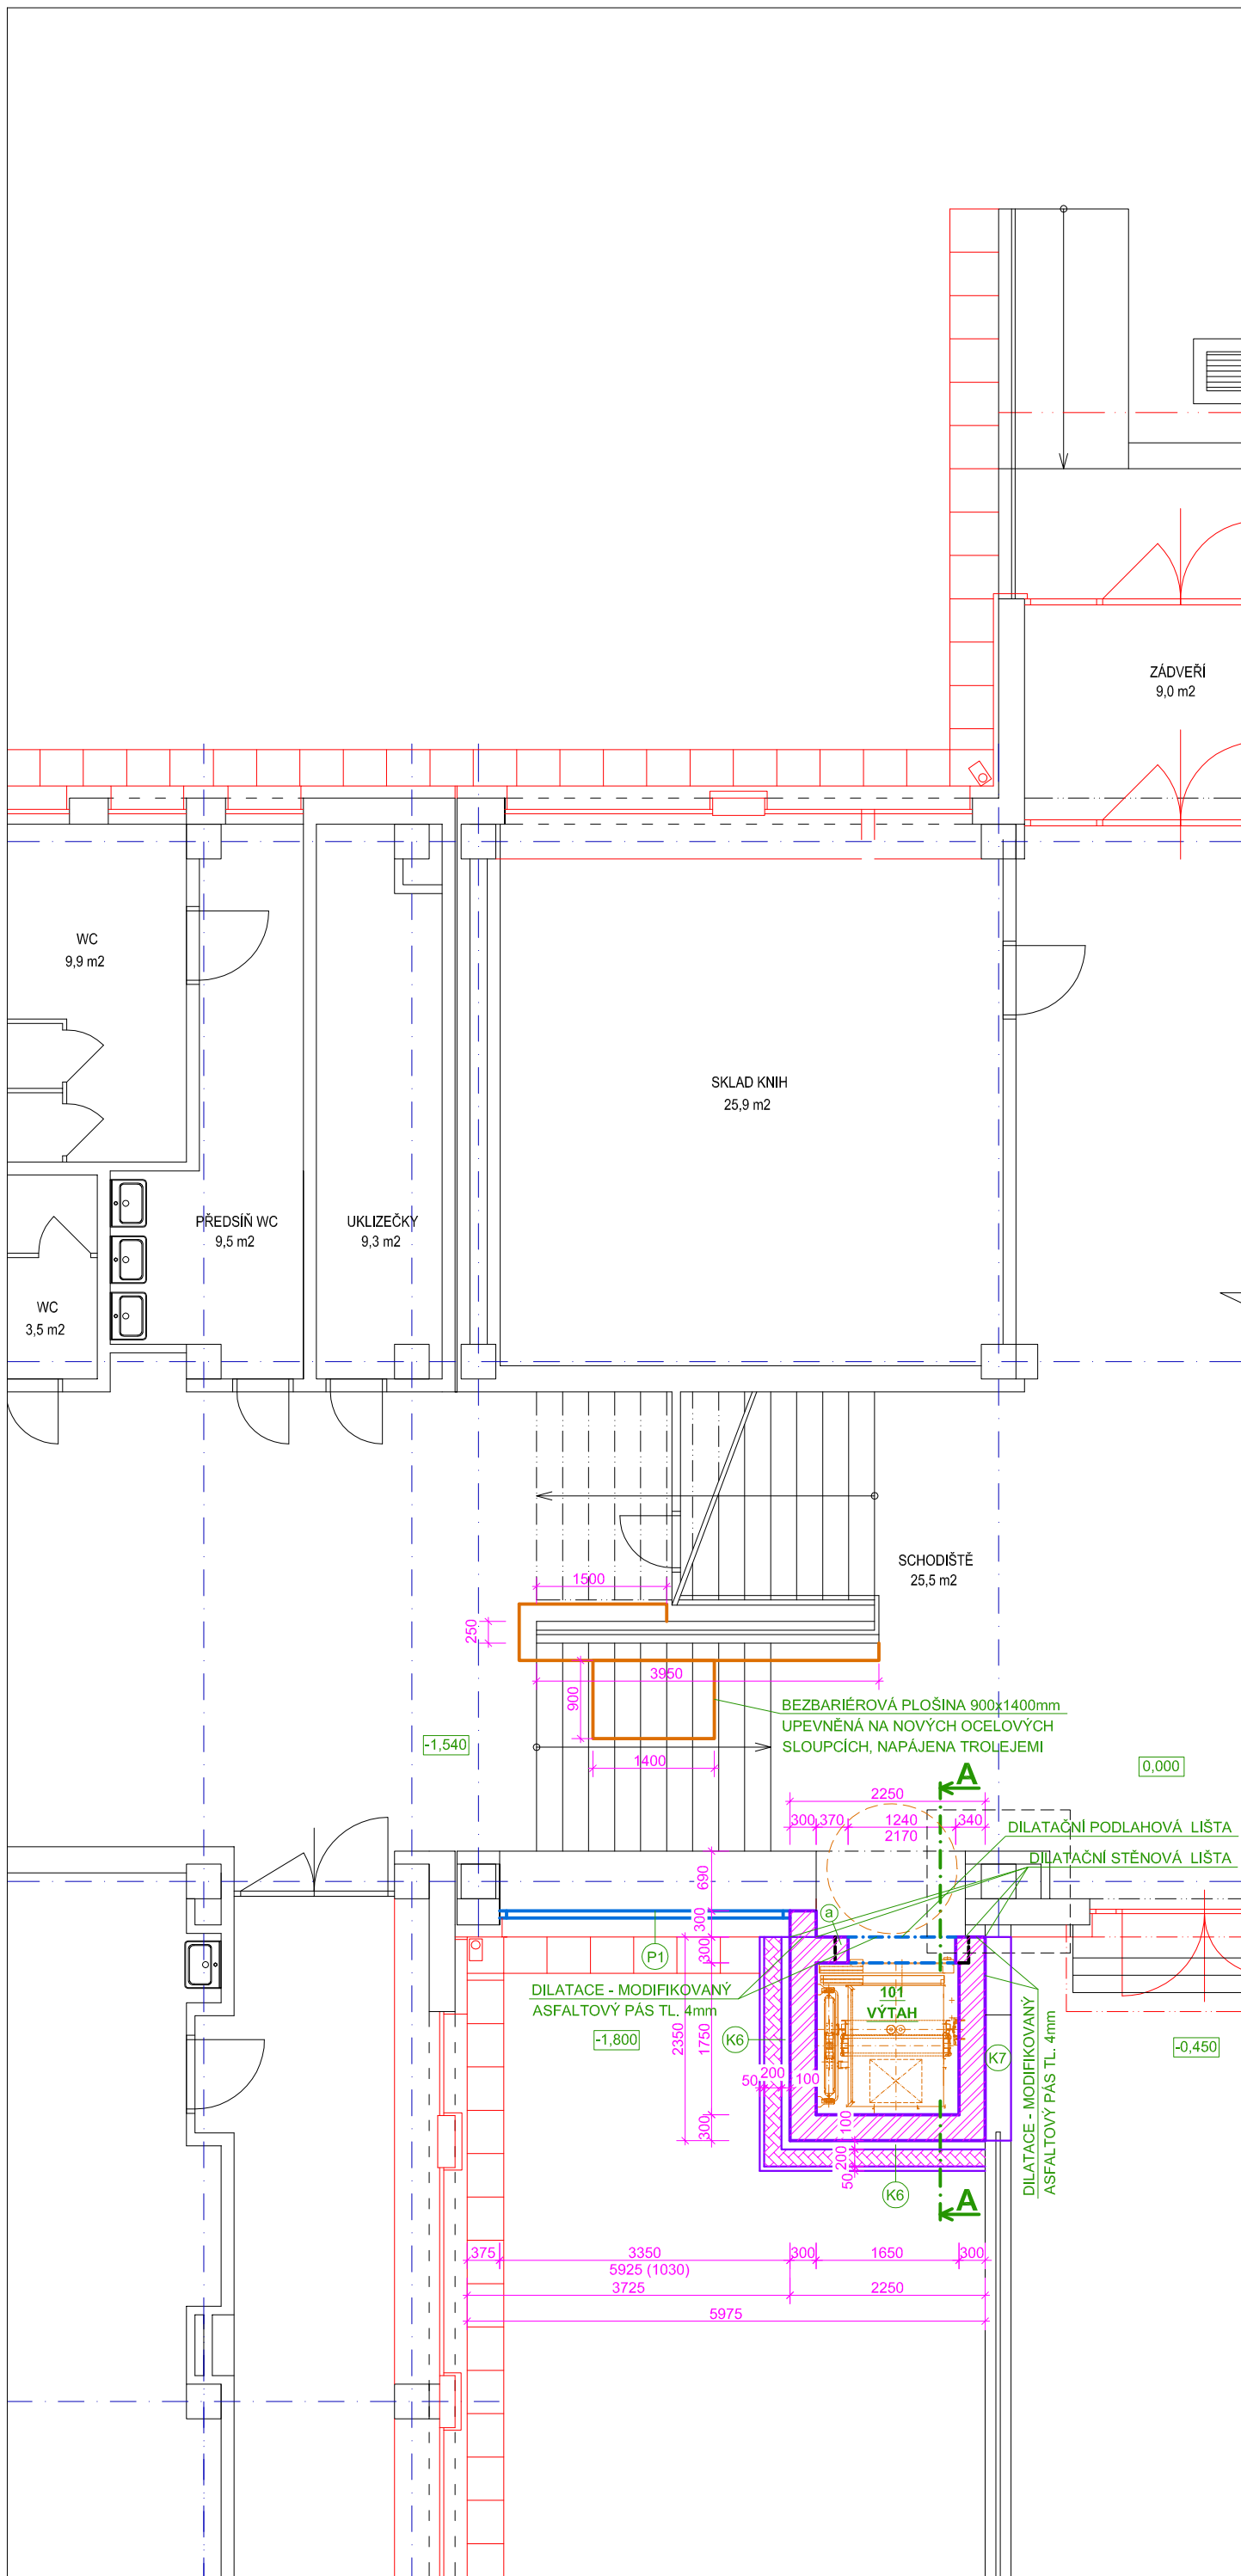 ZÁDVEŘÍ
9,0 m2
WC
9,9 m2
SKLAD KNIH
25,9 m2
PŘEDSÍŇ WC
9,5 m2
UKLIZEČKY
9,3 m2
WC
3,5 m2
SCHODIŠTĚ
25,5 m2
1500
250
3950
900
1400
BEZBARIÉROVÁ PLOŠINA 900x1400mm
UPEVNĚNÁ NA NOVÝCH OCELOVÝCH
SLOUPCÍCH, NAPÁJENA TROLEJEMI
-1,540
0,000
A
2250
300
370
1240
340
2170
DILATAČNÍ PODLAHOVÁ LIŠTA
DILATAČNÍ STĚNOVÁ LIŠTA
690
300
300
a
P1
DILATACE - MODIFIKOVANÝ
ASFALTOVÝ PÁS TL. 4mm
101
VÝTAH
-1,800
2350
1750
K6
K7
-0,450
DILATACE - MODIFIKOVANÝ
ASFALTOVÝ PÁS TL. 4mm
50
200
100
300
100
200
50
K6
A
375
3350
300
1650
300
5925 (1030)
3725
2250
5975